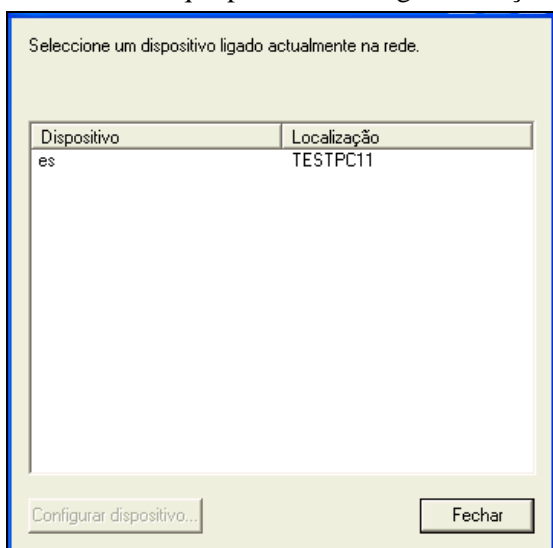 Seleccione um dispositivo ligado actualmente na rede.
Dispositivo Localização
es TESTPC11
Configurar dispositivo... Fechar